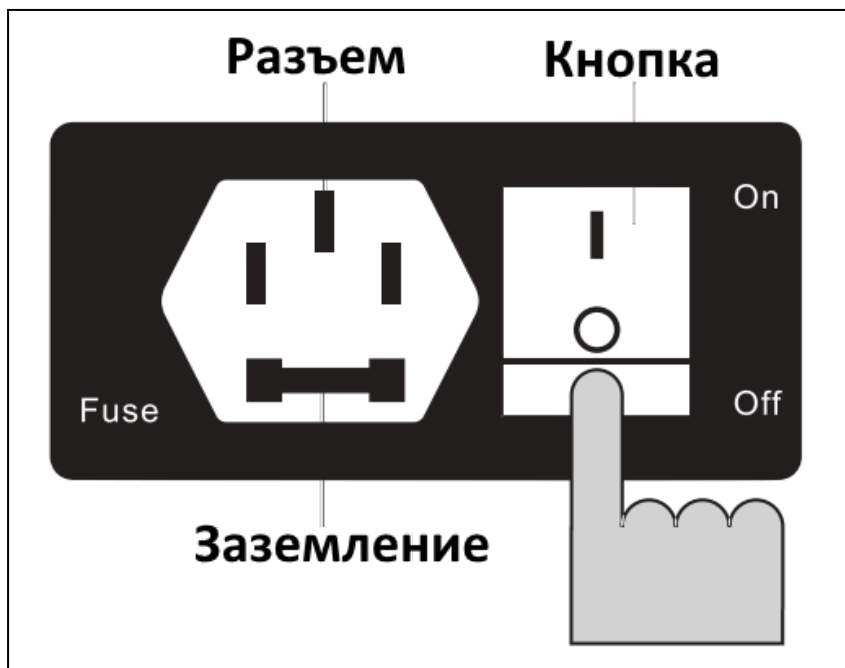 Разъем Кнопка
On
Fuse
Off
Заземление